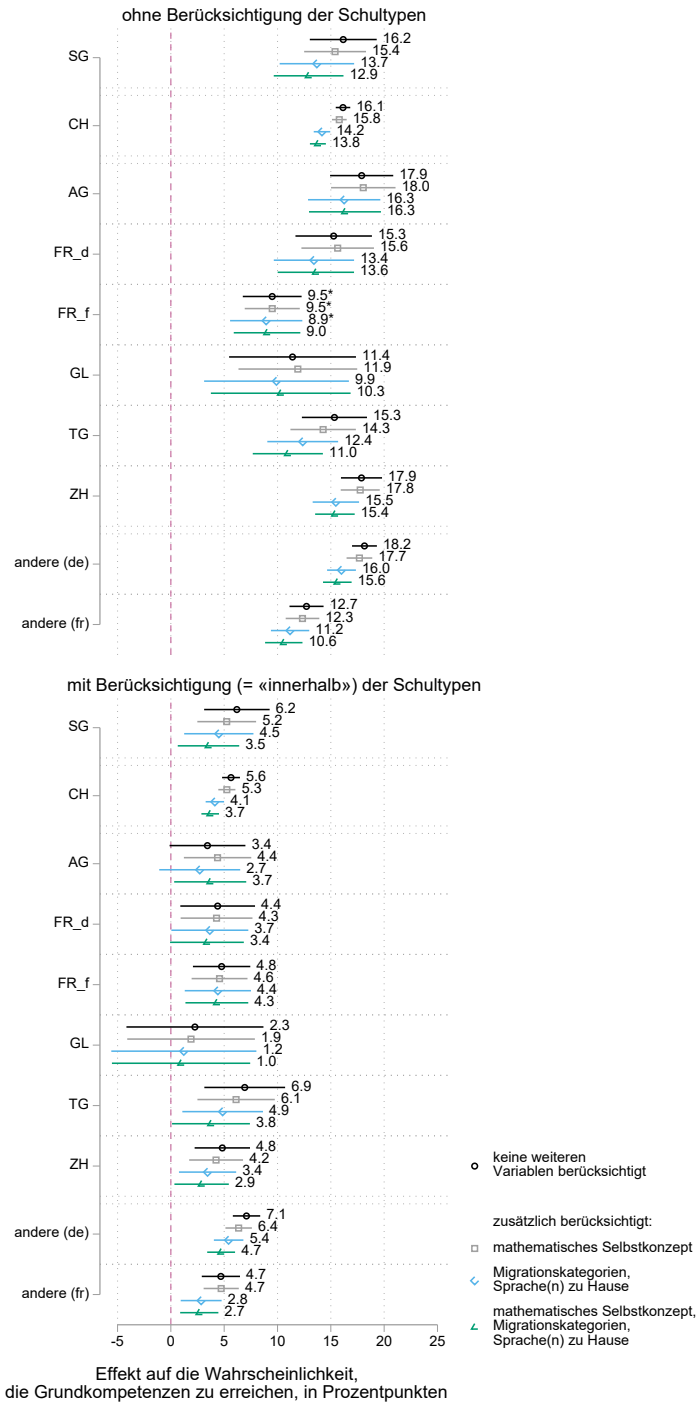 ohne Berücksichtigung der Schultypen
SG
16.2
15.4
13.7
12.9
CH
16.1
15.8
14.2
13.8
AG
17.9
18.0
16.3
16.3
FR_d
15.3
15.6
13.4
13.6
FR_f
9.5*
9.5*
8.9*
9.0
GL
11.4
11.9
9.9
10.3
TG
15.3
14.3
12.4
11.0
ZH
17.9
17.8
15.5
15.4
andere (de)
18.2
17.7
16.0
15.6
andere (fr)
12.7
12.3
11.2
10.6
mit Berücksichtigung (= «innerhalb») der Schultypen
SG
6.2
5.2
4.5
3.5
CH
5.6
5.3
4.1
3.7
AG
3.4
4.4
2.7
3.7
FR_d
4.4
4.3
3.7
3.4
FR_f
4.8
4.6
4.4
4.3
GL
2.3
1.9
1.2
1.0
TG
6.9
6.1
4.9
3.8
ZH
4.8
4.2
3.4
2.9
andere (de)
7.1
6.4
5.4
4.7
andere (fr)
4.7
4.7
2.8
2.7
-5 0 5 10 15 20 25
Effekt auf die Wahrscheinlichkeit,
die Grundkompetenzen zu erreichen, in Prozentpunkten
keine weiteren
Variablen berücksichtigt
zusätzlich berücksichtigt:
mathematisches Selbstkonzept
Migrationskategorien,
Sprache(n) zu Hause
mathematisches Selbstkonzept,
Migrationskategorien,
Sprache(n) zu Hause